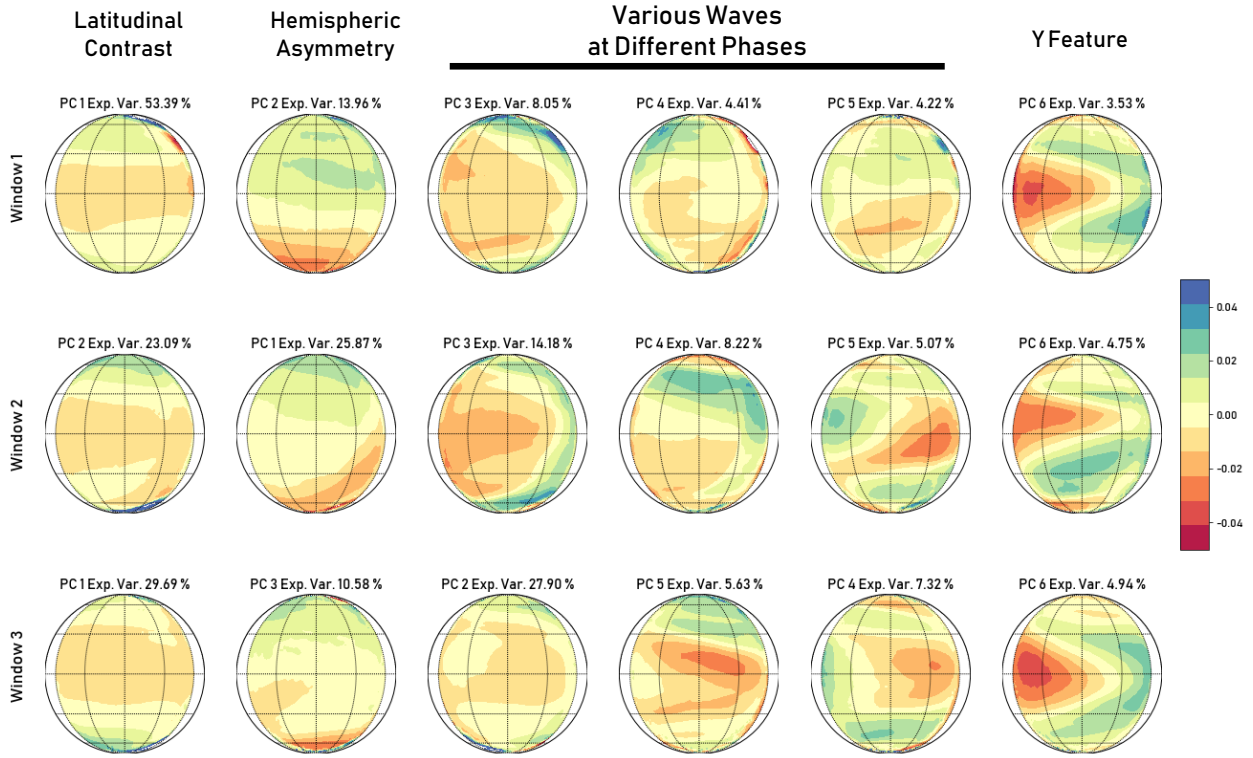 Latitudinal
Contrast
Hemispheric
Asymmetry
Various Waves
at Different Phases
Y Feature
Window 1
PC 1 Exp. Var. 53.39 %
PC 2 Exp. Var. 13.96 %
PC 3 Exp. Var. 8.05 %
PC 4 Exp. Var. 4.41 %
PC 5 Exp. Var. 4.22 %
PC 6 Exp. Var. 3.53 %
Window 2
PC 2 Exp. Var. 23.09 %
PC 1 Exp. Var. 25.87 %
PC 3 Exp. Var. 14.18 %
PC 4 Exp. Var. 8.22 %
PC 5 Exp. Var. 5.07 %
PC 6 Exp. Var. 4.75 %
0.04
0.02
0.00
-0.02
-0.04
Window 3
PC 1 Exp. Var. 29.69 %
PC 3 Exp. Var. 10.58 %
PC 2 Exp. Var. 27.90 %
PC 5 Exp. Var. 5.63 %
PC 4 Exp. Var. 7.32 %
PC 6 Exp. Var. 4.94 %